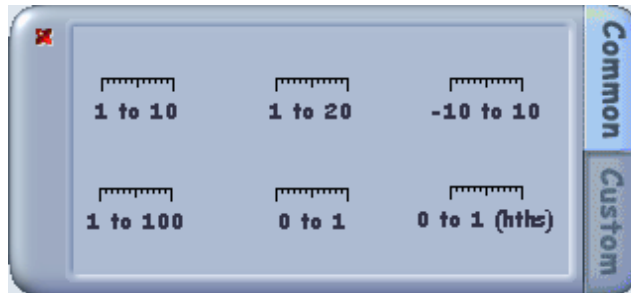 1 to 10
1 to 20
-10 to 10
1 to 100
0 to 1
0 to 1 (hths)
Common
Custom